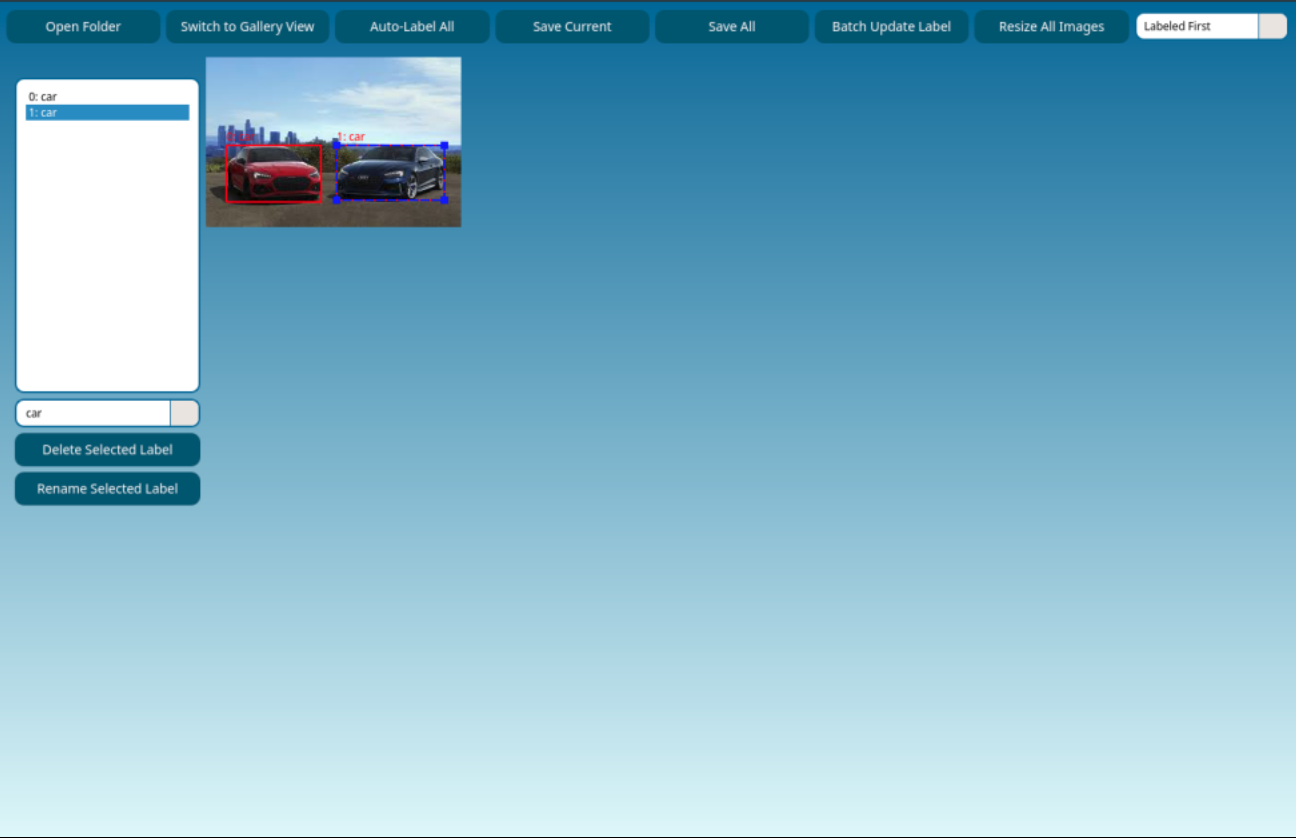 Open Folder
Switch to Gallery View
Auto-Label All
Save Current
Save All
Batch Update Label
Resize All Images
Labeled First
0: car
1: car
1: car
car
Delete Selected Label
Rename Selected Label